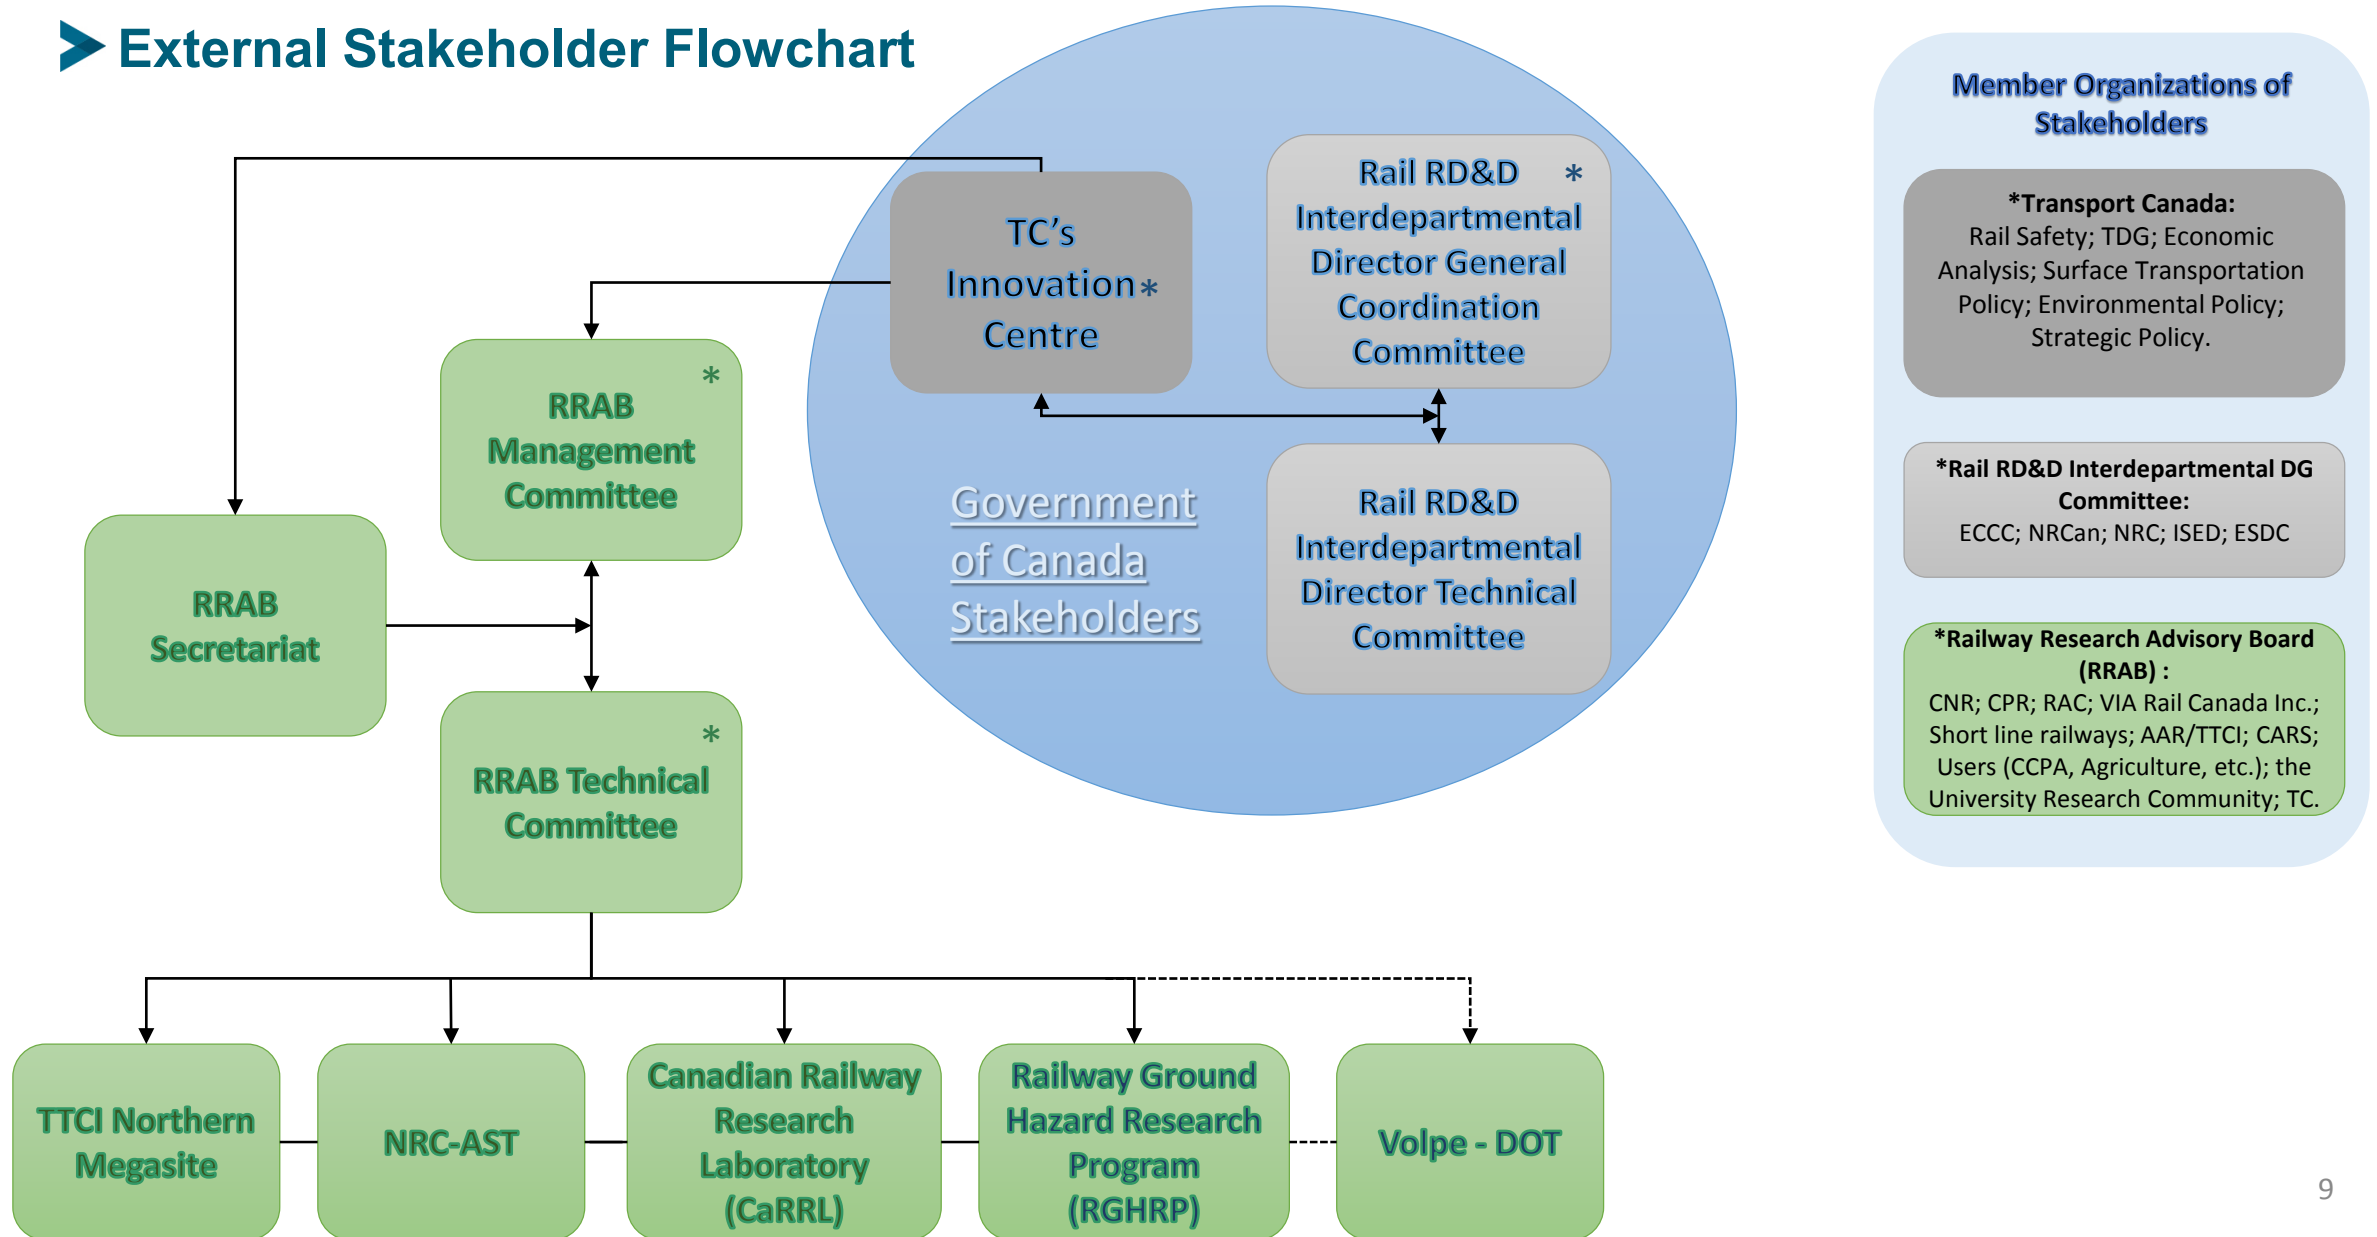 External Stakeholder Flowchart
TC’s
Innovation*
Centre
Rail RD&D *
Interdepartmental
Director General
Coordination
Committee
*
RRAB
Management
Committee
RRAB
Secretariat
Government
of Canada
Stakeholders
Rail RD&D
Interdepartmental
Director Technical
Committee
*
RRAB Technical
Committee
TTCI Northern
Megasite
NRC-AST
Canadian Railway
Research
Laboratory
(CaRRL)
Railway Ground
Hazard Research
Program
(RGHRP)
Volpe - DOT
Member Organizations of
Stakeholders
*Transport Canada:
Rail Safety; TDG; Economic
Analysis; Surface Transportation
Policy; Environmental Policy;
Strategic Policy.
*Rail RD&D Interdepartmental DG
Committee:
ECCC; NRCan; NRC; ISED; ESDC
*Railway Research Advisory Board
(RRAB) :
CNR; CPR; RAC; VIA Rail Canada Inc.;
Short line railways; AAR/TTCI; CARS;
Users (CCPA, Agriculture, etc.); the
University Research Community; TC.
9